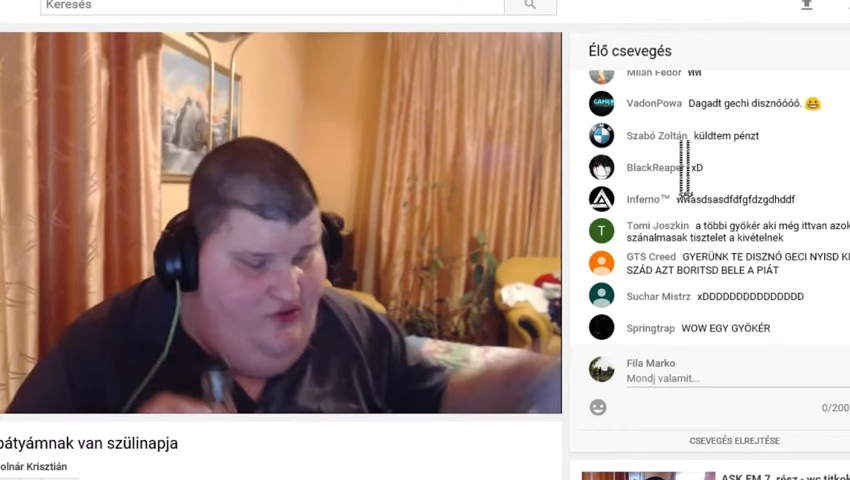 Keresés
Élő csevegés
Milán Fedor
VadonPowa Dagadt gechi disznóóóó.
Szabó Zoltán küldtem pénzt
BlackReaper xD
Inferno™ wwasdsasdfdfgfdzgdhddf
Tomi Joszkin a többi gyökér aki még ittvan azok
szánalmasak tisztelet a kivételnek
GTS Creed GYERÜNK TE DISZNÓ GECI NYISD KI
SZÁD AZT BORITSD BELE A PIÁT
Suchar Mistrz xDDDDDDDDDDDDDDD
Springtrap WOW EGY GYÖKÉR
Fila Marko
Mondj valamit...
0/200
CSEVEGÉS ELREJTÉSE
bátyámnak van szülinapja
olnár Krisztián
ASK FM 7. rész - wc titkok